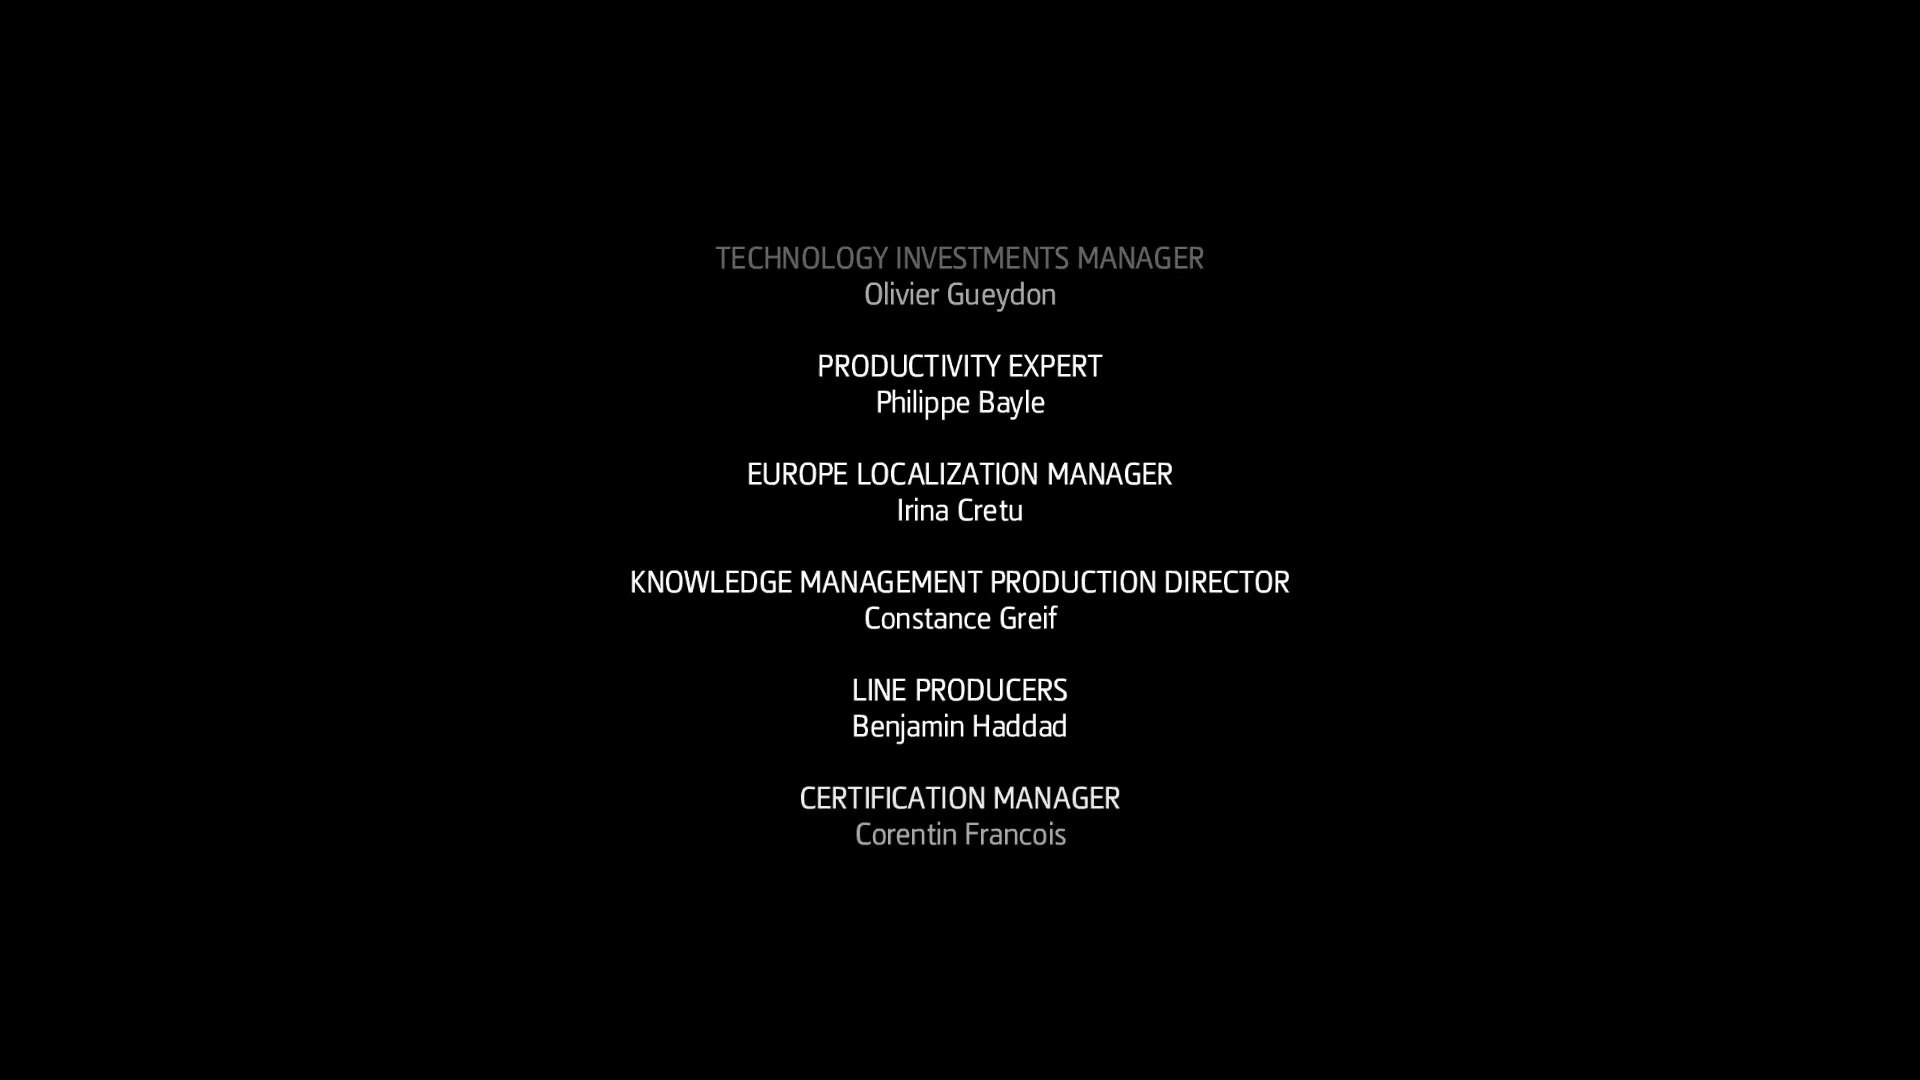 TECHNOLOGY INVESTMENTS MANAGER
Olivier Gueydon
PRODUCTIVITY EXPERT
Philippe Bayle
EUROPE LOCALIZATION MANAGER
Irina Cretu
KNOWLEDGE MANAGEMENT PRODUCTION DIRECTOR
Constance Greif
LINE PRODUCERS
Benjamin Haddad
CERTIFICATION MANAGER
Corentin Francois